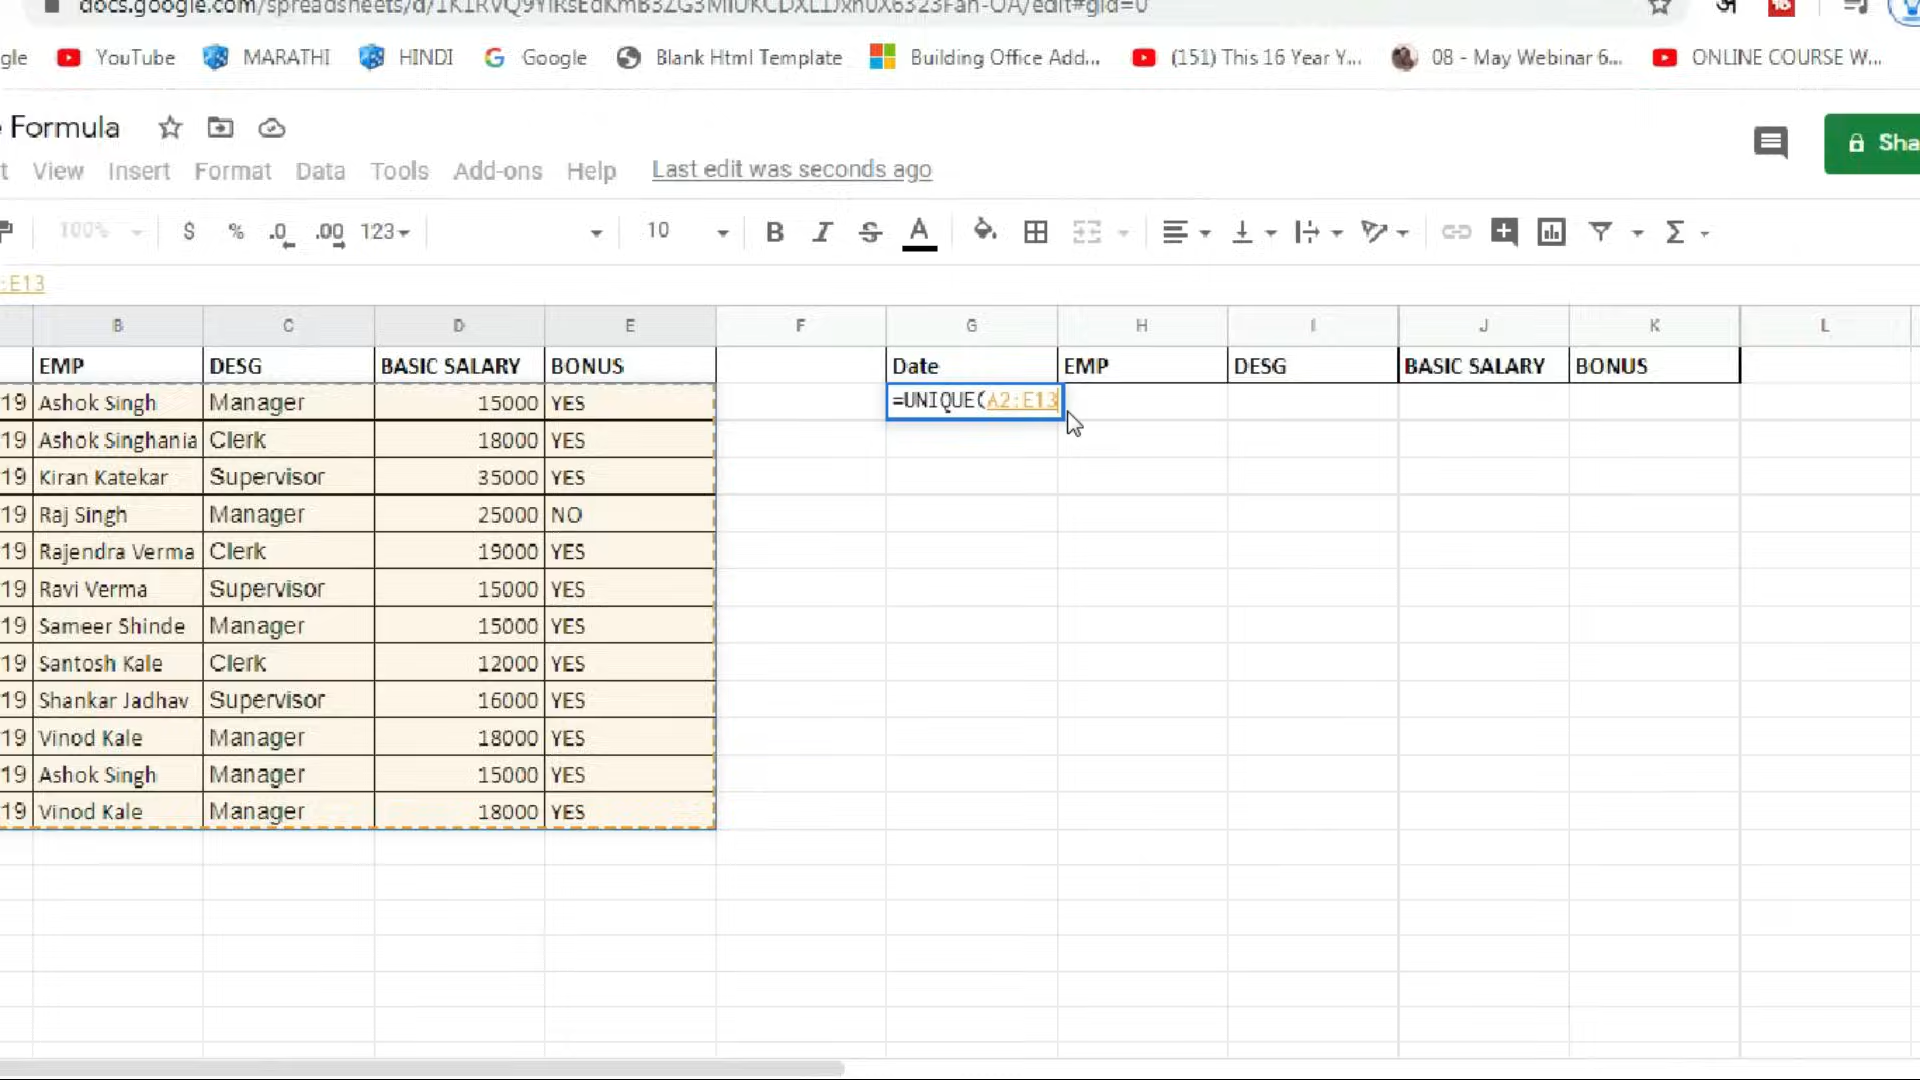 YouTube MARATHI HINDI Google Blank Html Template Building Office Add... (151) This 16 Year Y... 08 - May Webinar 6... ONLINE COURSE W...
Formula
View Insert Format Data Tools Add-ons Help Last edit was seconds ago
100% $ % .0 .00 123 10 B I S A Σ
:E13
B C D E F G H I J K L
EMP DESG BASIC SALARY BONUS Date EMP DESG BASIC SALARY BONUS
19 Ashok Singh Manager 15000 YES =UNIQUE(A2:E13
19 Ashok Singhania Clerk 18000 YES
19 Kiran Katekar Supervisor 35000 YES
19 Raj Singh Manager 25000 NO
19 Rajendra Verma Clerk 19000 YES
19 Ravi Verma Supervisor 15000 YES
19 Sameer Shinde Manager 15000 YES
19 Santosh Kale Clerk 12000 YES
19 Shankar Jadhav Supervisor 16000 YES
19 Vinod Kale Manager 18000 YES
19 Ashok Singh Manager 15000 YES
19 Vinod Kale Manager 18000 YES